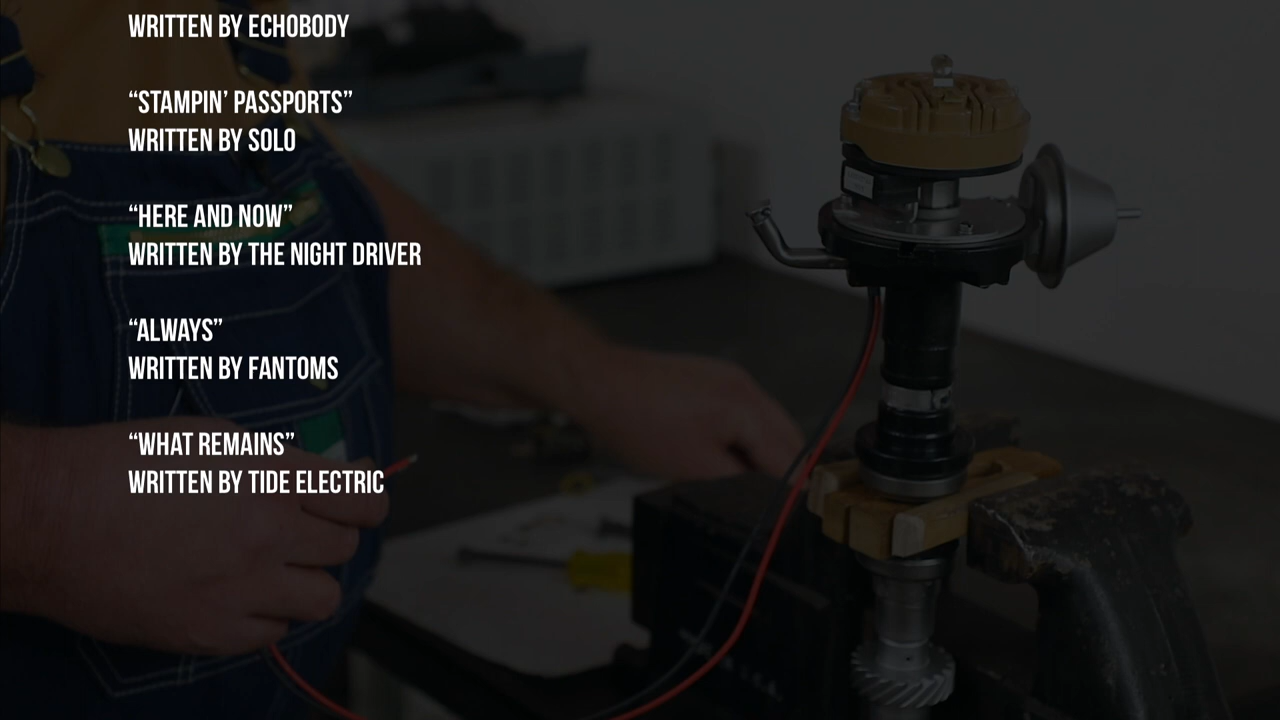 WRITTEN BY ECHOBODY
“STAMPIN’ PASSPORTS”
WRITTEN BY SOLO
“HERE AND NOW”
WRITTEN BY THE NIGHT DRIVER
“ALWAYS”
WRITTEN BY FANTOMS
“WHAT REMAINS”
WRITTEN BY TIDE ELECTRIC